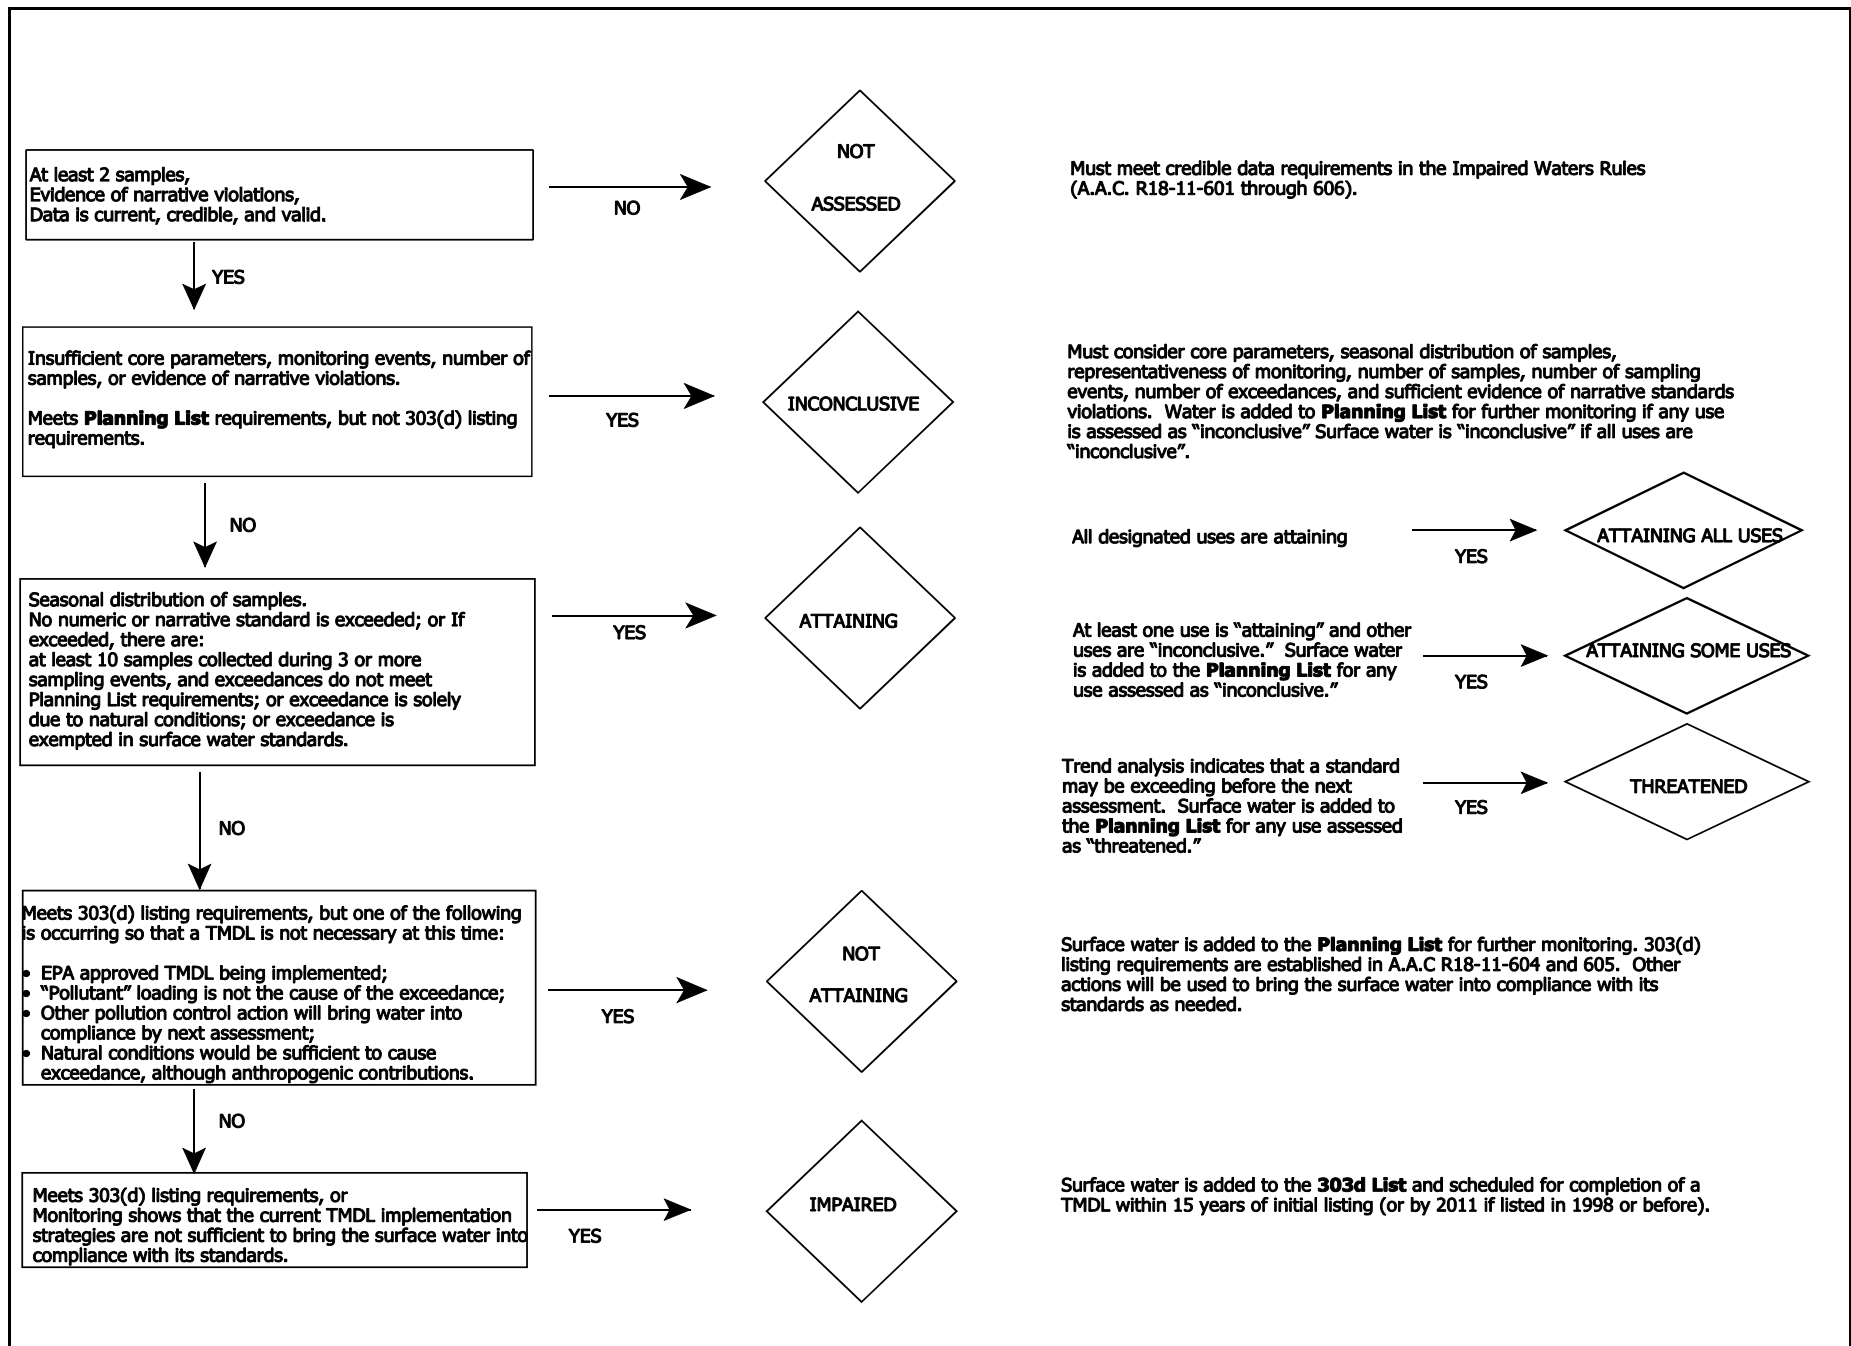 At least 2 samples,
Evidence of narrative violations,
Data is current, credible, and valid.
NO
NOT
ASSESSED
Must meet credible data requirements in the Impaired Waters Rules
(A.A.C. R18-11-601 through 606).
YES
Insufficient core parameters, monitoring events, number of
samples, or evidence of narrative violations.
Meets Planning List requirements, but not 303(d) listing
requirements.
YES
INCONCLUSIVE
Must consider core parameters, seasonal distribution of samples,
representativeness of monitoring, number of samples, number of sampling
events, number of exceedances, and sufficient evidence of narrative standards
violations.  Water is added to Planning List for further monitoring if any use
is assessed as “inconclusive” Surface water is “inconclusive” if all uses are
“inconclusive”.
NO
Seasonal distribution of samples.
No numeric or narrative standard is exceeded; or If
exceeded, there are:
at least 10 samples collected during 3 or more
sampling events, and exceedances do not meet
Planning List requirements; or exceedance is solely
due to natural conditions; or exceedance is
exempted in surface water standards.
YES
ATTAINING
All designated uses are attaining
YES
ATTAINING ALL USES
At least one use is “attaining” and other
uses are “inconclusive.”  Surface water
is added to the Planning List for any
use assessed as “inconclusive.”
YES
ATTAINING SOME USES
Trend analysis indicates that a standard
may be exceeding before the next
assessment.  Surface water is added to
the Planning List for any use assessed
as “threatened.”
YES
THREATENED
NO
Meets 303(d) listing requirements, but one of the following
is occurring so that a TMDL is not necessary at this time:
• EPA approved TMDL being implemented;
• “Pollutant” loading is not the cause of the exceedance;
• Other pollution control action will bring water into
compliance by next assessment;
• Natural conditions would be sufficient to cause
exceedance, although anthropogenic contributions.
YES
NOT
ATTAINING
Surface water is added to the Planning List for further monitoring. 303(d)
listing requirements are established in A.A.C R18-11-604 and 605.  Other
actions will be used to bring the surface water into compliance with its
standards as needed.
NO
Meets 303(d) listing requirements, or
Monitoring shows that the current TMDL implementation
strategies are not sufficient to bring the surface water into
compliance with its standards.
YES
IMPAIRED
Surface water is added to the 303d List and scheduled for completion of a
TMDL within 15 years of initial listing (or by 2011 if listed in 1998 or before).